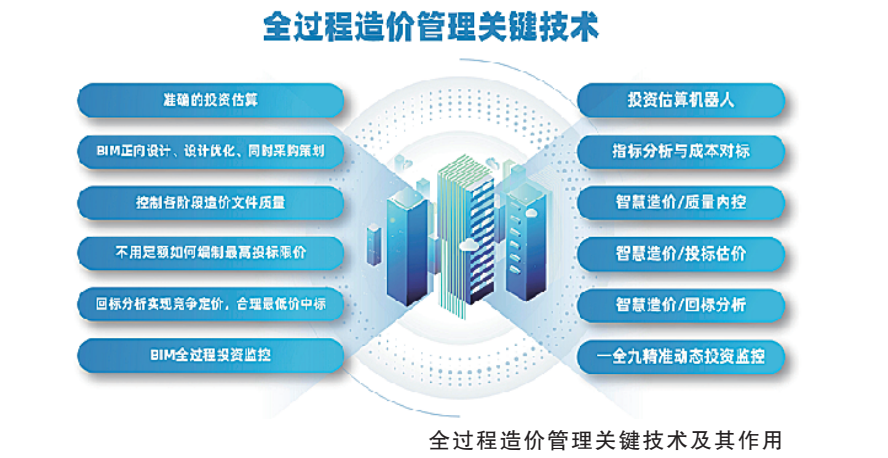 全过程造价管理关键技术
准确的投资估算
BIM正向设计、设计优化、同时采购策划
控制各阶段造价文件质量
不用定额如何编制最高投标限价
回标分析实现竞争定价，合理最低价中标
BIM全过程投资监控
投资估算机器人
指标分析与成本对标
智慧造价/质量内控
智慧造价/投标估价
智慧造价/回标分析
一全九精准动态投资监控
全过程造价管理关键技术及其作用